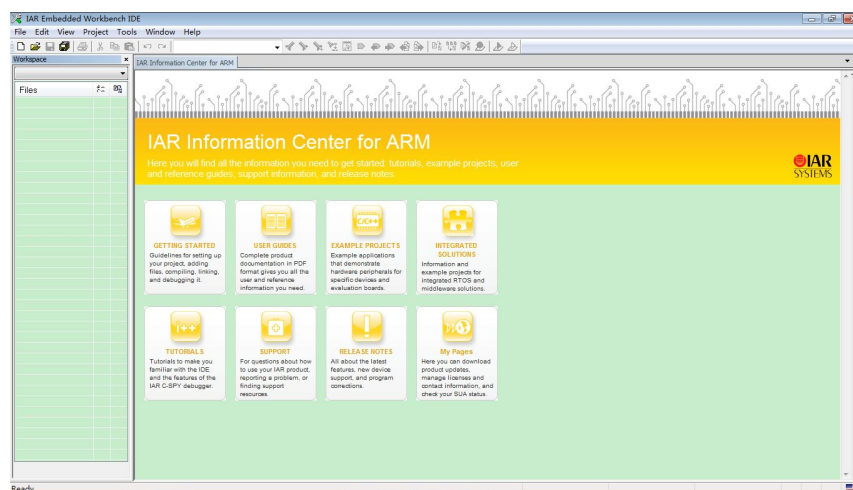 IAR Embedded Workbench IDE
File Edit View Project Tools Window Help
Workspace
IAR Information Center for ARM
Files
IAR Information Center for ARM
Here you will find all the information you need to get started: tutorials, example projects, user
and reference guides, support information, and release notes.
IAR
SYSTEMS
GETTING STARTED
Guidelines for setting up
your project, adding
files, compiling, linking,
and debugging it.
USER GUIDES
Complete product
documentation in PDF
format gives you all the
user and reference
information you need.
C/C++
EXAMPLE PROJECTS
Example applications
that demonstrate
hardware peripherals for
specific devices and
evaluation boards.
INTEGRATED
SOLUTIONS
Information and
example projects for
integrated RTOS and
middleware solutions.
i++
TUTORIALS
Tutorials to make you
familiar with the IDE
and the features of the
IAR C-SPY debugger.
SUPPORT
For questions about how
to use your IAR product,
reporting a problem, or
finding support
resources.
RELEASE NOTES
All about the latest
features, new device
support, and program
corrections.
My Pages
Here you can download
product updates,
manage licenses and
contact information, and
check your SUA status.
Ready